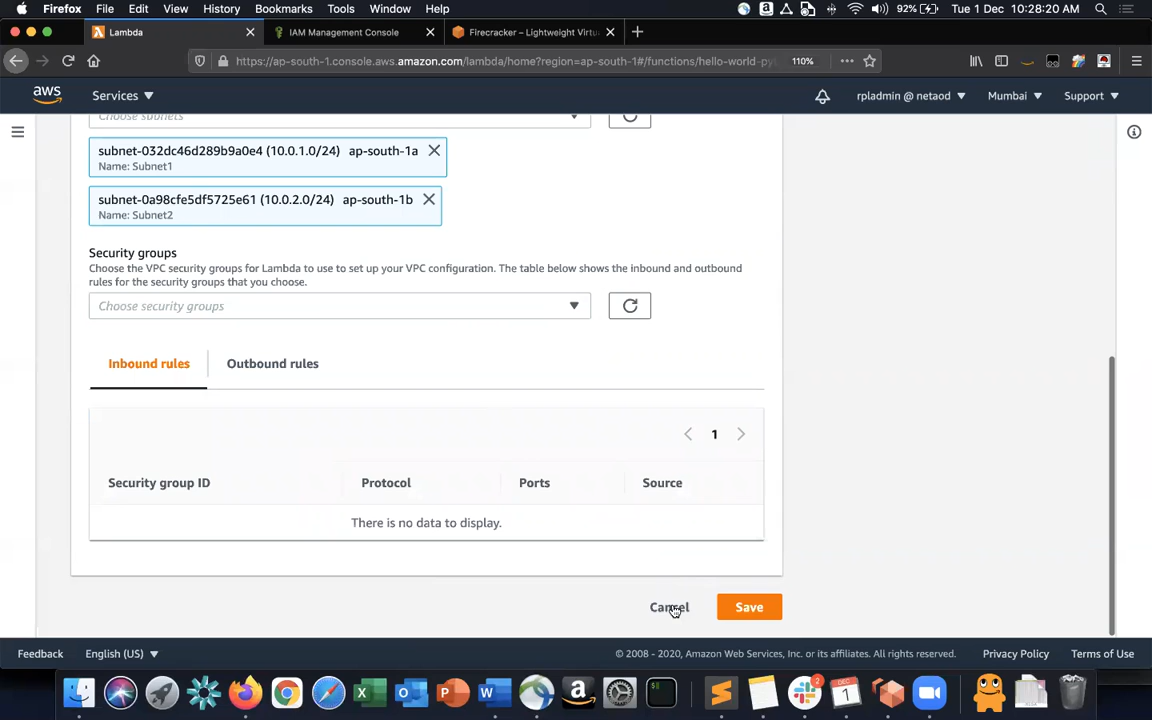 Firefox File Edit View History Bookmarks Tools Window Help
92% Tue 1 Dec 10:28:20 AM
Lambda
IAM Management Console
Firecracker – Lightweight Virtu
https://ap-south-1.console.aws.amazon.com/lambda/home?region=ap-south-1#/functions/hello-world-py
110%
aws
Services
rpladmin @ netaod
Mumbai
Support
Choose subnets
subnet-032dc46d289b9a0e4 (10.0.1.0/24) ap-south-1a
Name: Subnet1
subnet-0a98cfe5df5725e61 (10.0.2.0/24) ap-south-1b
Name: Subnet2
Security groups
Choose the VPC security groups for Lambda to use to set up your VPC configuration. The table below shows the inbound and outbound
rules for the security groups that you choose.
Choose security groups
Inbound rules
Outbound rules
1
Security group ID
Protocol
Ports
Source
There is no data to display.
Cancel
Save
Feedback
English (US)
© 2008 - 2020, Amazon Web Services, Inc. or its affiliates. All rights reserved.
Privacy Policy
Terms of Use
2
DEC
1